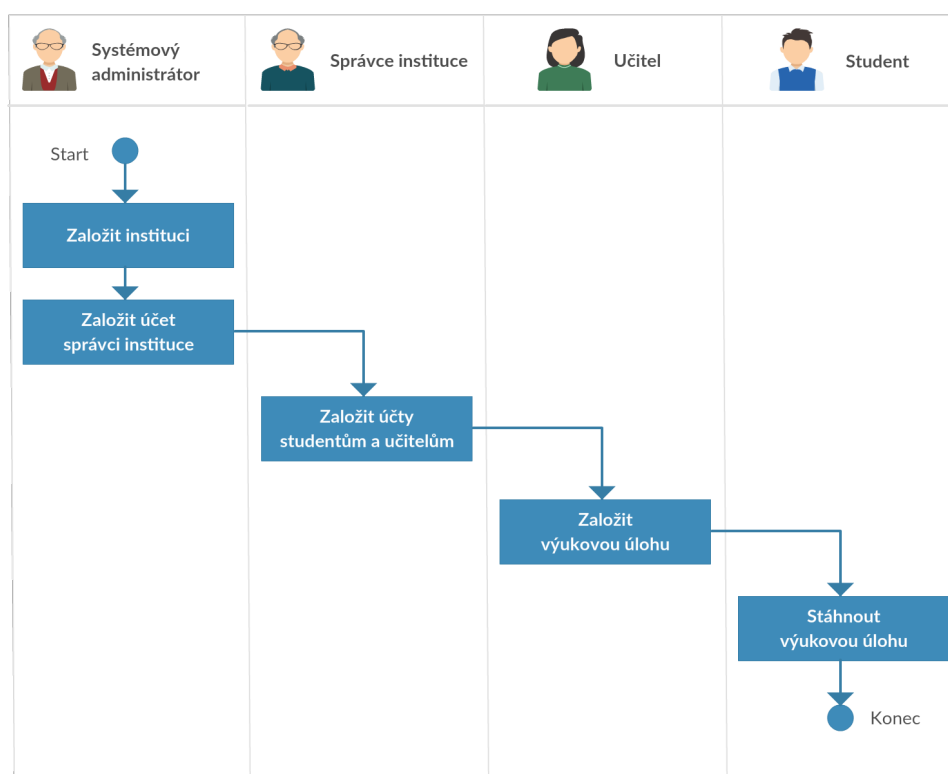 Systémový
administrátor
Správce instituce
Učitel
Student
Start
Založit instituci
Založit účet
správci instituce
Založit účty
studentům a učitelům
Založit
výukovou úlohu
Stáhnout
výukovou úlohu
Konec